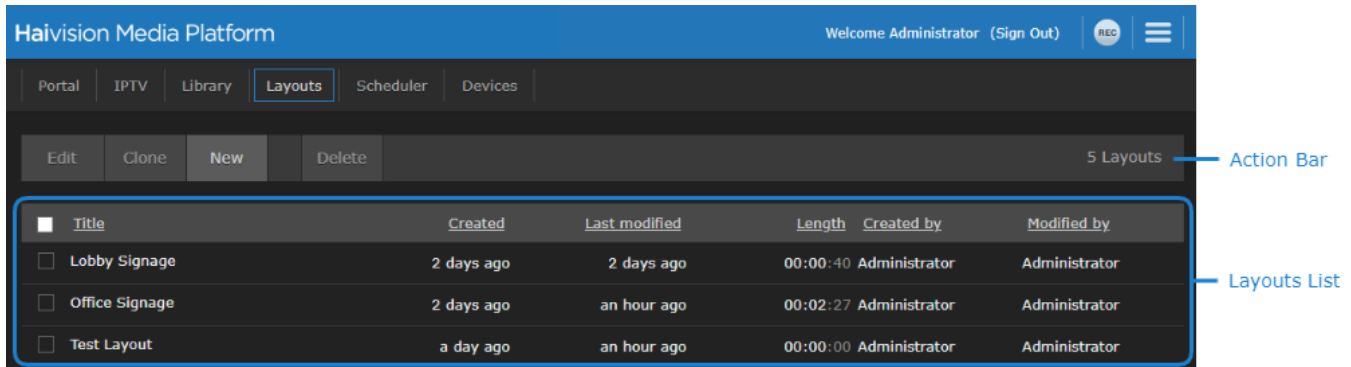 Haivision Media Platform Welcome Administrator (Sign Out) REC
Portal IPTV Library Layouts Scheduler Devices
Edit Clone New Delete 5 Layouts Action Bar
Title Created Last modified Length Created by Modified by
Lobby Signage 2 days ago 2 days ago 00:00:40 Administrator Administrator
Layouts List
Office Signage 2 days ago an hour ago 00:02:27 Administrator Administrator
Test Layout a day ago an hour ago 00:00:00 Administrator Administrator